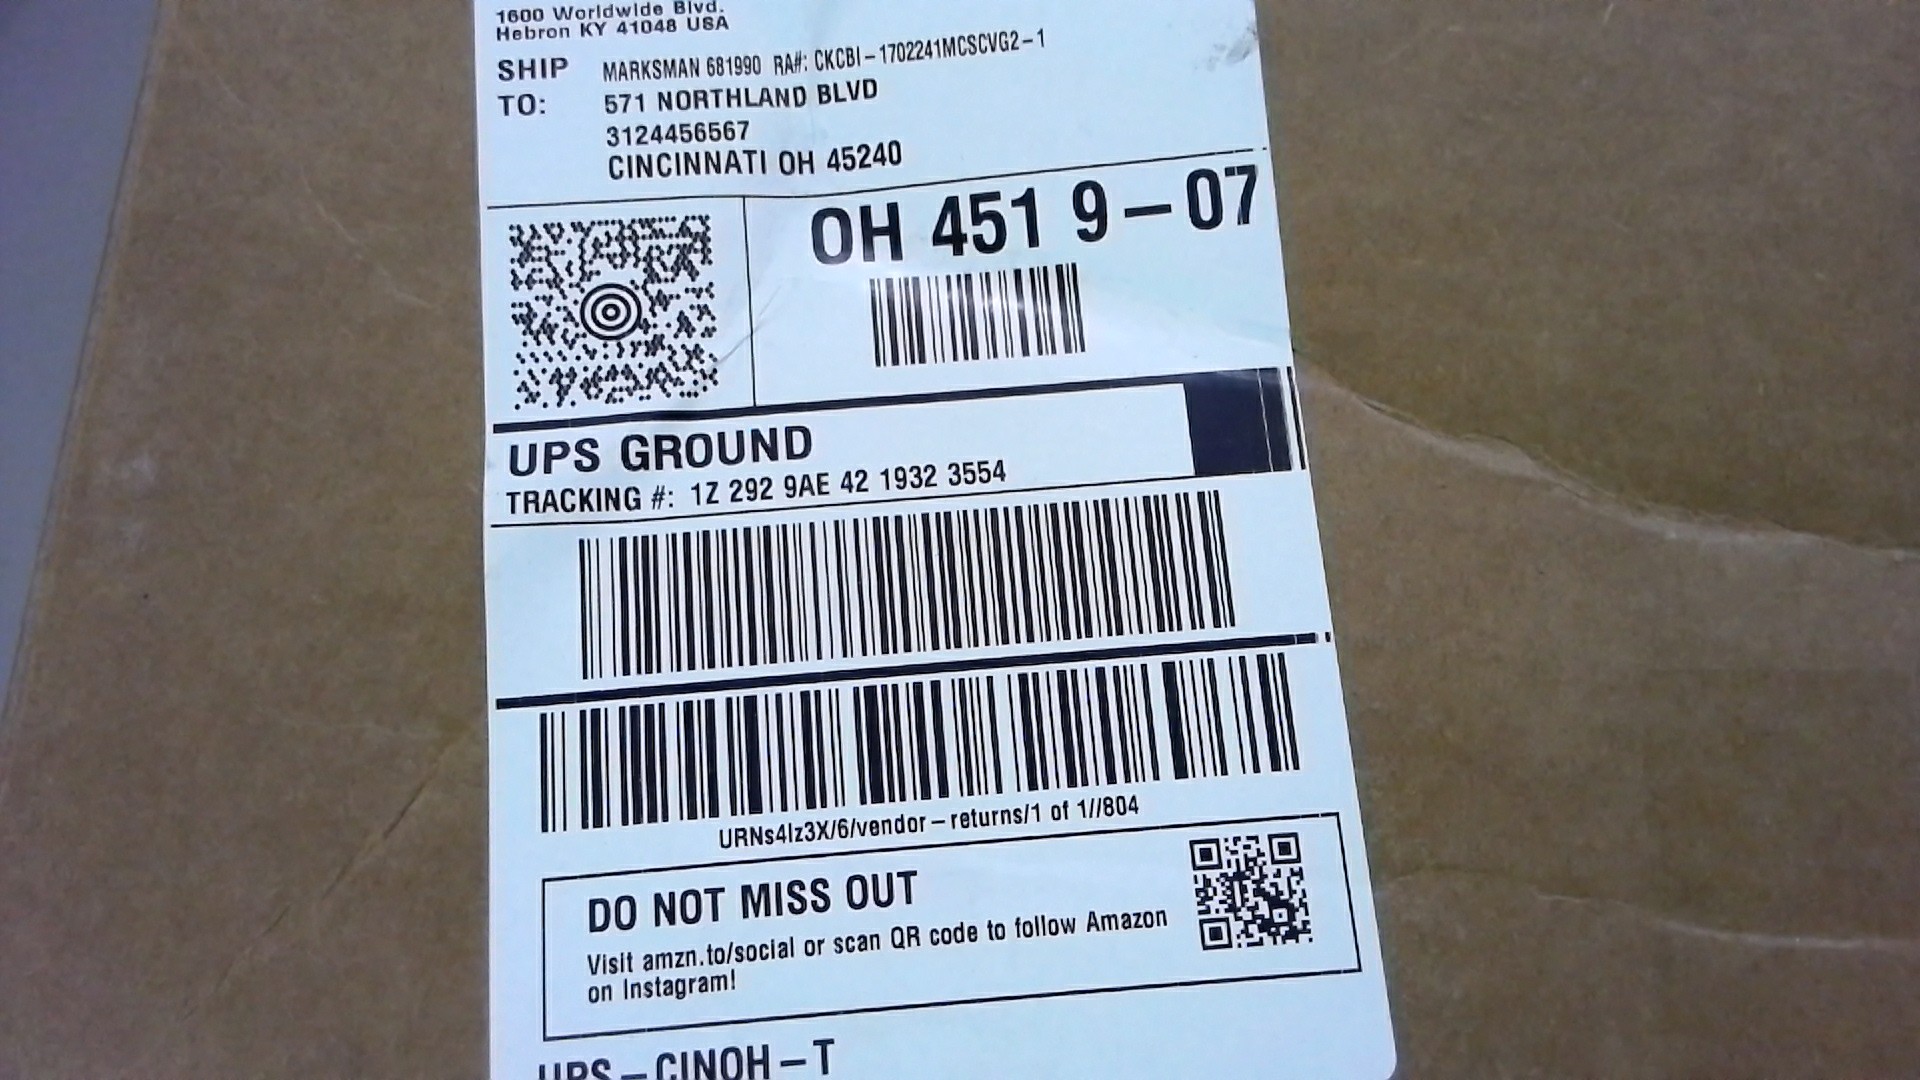 1600 Worldwide Blvd.
Hebron KY 41048 USA
SHIP TO:
MARKSMAN 681990 RA#: CKCBI-1702241MCSCVG2-1
571 NORTHLAND BLVD
3124456567
CINCINNATI OH 45240
OH 451 9-07
UPS GROUND
TRACKING #: 1Z 292 9AE 42 1932 3554
URNs4Iz3X/6/vendor-returns/1 of 1//804
DO NOT MISS OUT
Visit amzn.to/social or scan QR code to follow Amazon
on Instagram!
UPS-CINOH-T